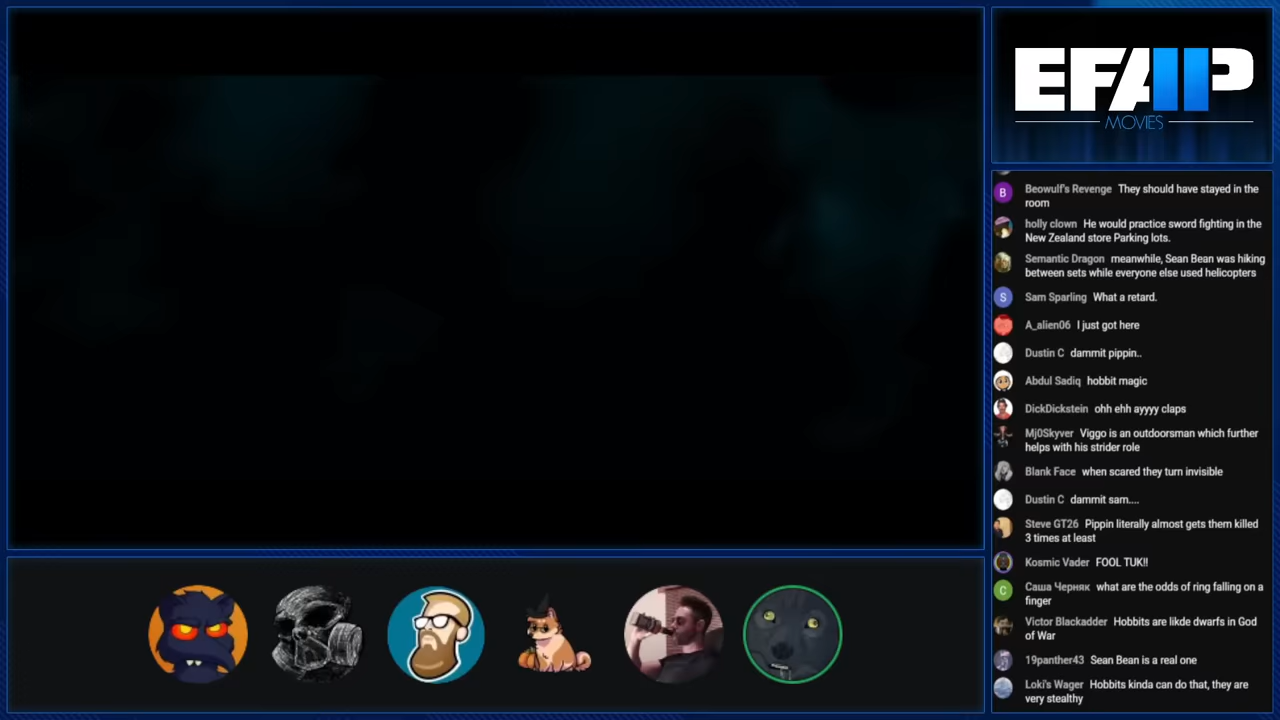 EFAP
MOVIES
B
Beowulf's Revenge They should have stayed in the
room
holly clown He would practice sword fighting in the
New Zealand store Parking lots.
Semantic Dragon meanwhile, Sean Bean was hiking
between sets while everyone else used helicopters
S
Sam Sparling What a retard.
A_alien06 I just got here
Dustin C dammit pippin..
Abdul Sadiq hobbit magic
DickDickstein ohh ehh ayyyy claps
Mj0Skyver Viggo is an outdoorsman which further
helps with his strider role
Blank Face when scared they turn invisible
Dustin C dammit sam....
Steve GT26 Pippin literally almost gets them killed
3 times at least
Kosmic Vader FOOL TUK!!
C
Саша Черняк what are the odds of ring falling on a
finger
Victor Blackadder Hobbits are likde dwarfs in God
of War
19panther43 Sean Bean is a real one
Loki's Wager Hobbits kinda can do that, they are
very stealthy